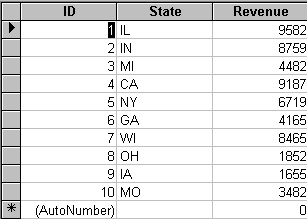 ID State Revenue
1 IL 9582
2 IN 8759
3 MI 4482
4 CA 9187
5 NY 6719
6 GA 4165
7 WI 8465
8 OH 1852
9 IA 1655
10 MO 3482
(AutoNumber) 0